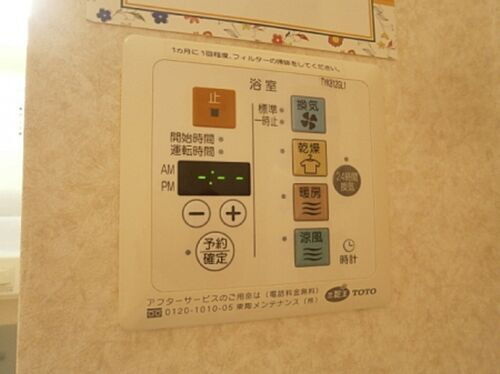 1カ月に1回程度、フィルターの掃除をしてください。
浴室
止
標準
一時止
換気
開始時間
運転時間
乾燥
AM
PM
-:--
24時間
換気
暖房
予約
確定
涼風
時計
アフターサービスのご用命は（電話料金無料）
0120-1010-05 東陶メンテナンス（株）
TOTO